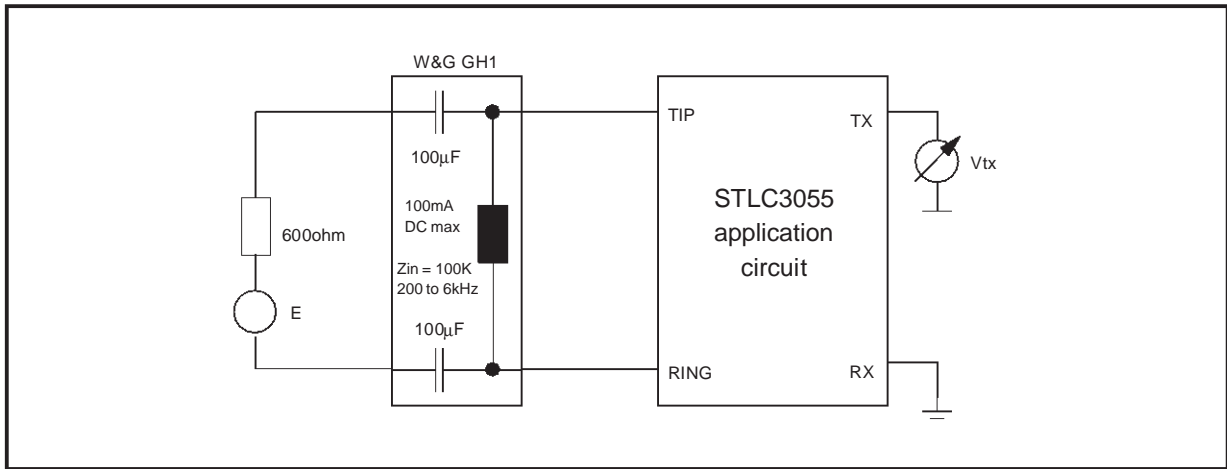 W&G GH1
TIP
TX
100μF
Vtx
100mA
DC max
STLC3055
application
circuit
600ohm
Zin = 100K
200 to 6kHz
E
100μF
RING
RX